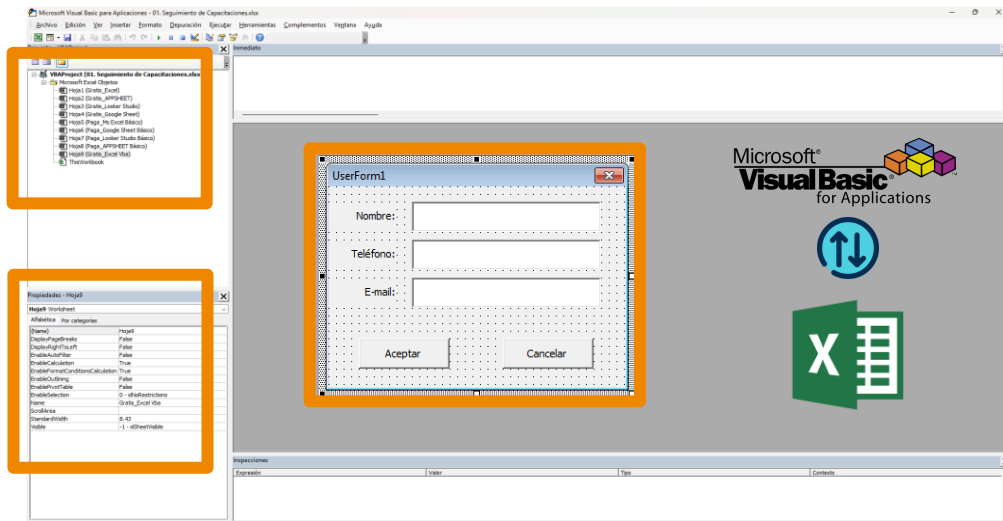 Microsoft Visual Basic para Aplicaciones - 01. Seguimiento de Capacitaciones.xlsx
Archivo Edición Ver Insertar Formato Depuración Ejecutar Herramientas Complementos Ventana Ayuda
Inmediato
VBAProject (01. Seguimiento de Capacitaciones.xlsx
Microsoft Excel Objetos
Hoja1 (Gratis_Excel)
Hoja2 (Gratis_APPSHEET)
Hoja3 (Gratis_Looker Studio)
Hoja4 (Gratis_Google Sheet)
Hoja5 (Paga_Ms Excel Básico)
Hoja6 (Paga_Google Sheet Básico)
Hoja7 (Paga_Looker Studio Básico)
Hoja8 (Paga_APPSHEET Básico)
Hoja9 (Gratis_Excel Vba)
ThisWorkbook
UserForm1
Nombre:
Teléfono:
E-mail:
Aceptar Cancelar
Microsoft®
Visual Basic®
for Applications
X
Propiedades - Hoja9
Hoja9 Worksheet
Alfabética Por categorías
(Name) Hoja9
DisplayPageBreaks False
DisplayRightToLeft False
EnableAutoFilter False
EnableCalculation True
EnableFormatConditionsCalculation True
EnableOutlining False
EnablePivotTable False
EnableSelection 0 - xlNoRestrictions
Name Gratis_Excel Vba
ScrollArea
StandardWidth 8.43
Visible -1 - xlSheetVisible
Inspecciones
Expresión Valor Tipo Contexto